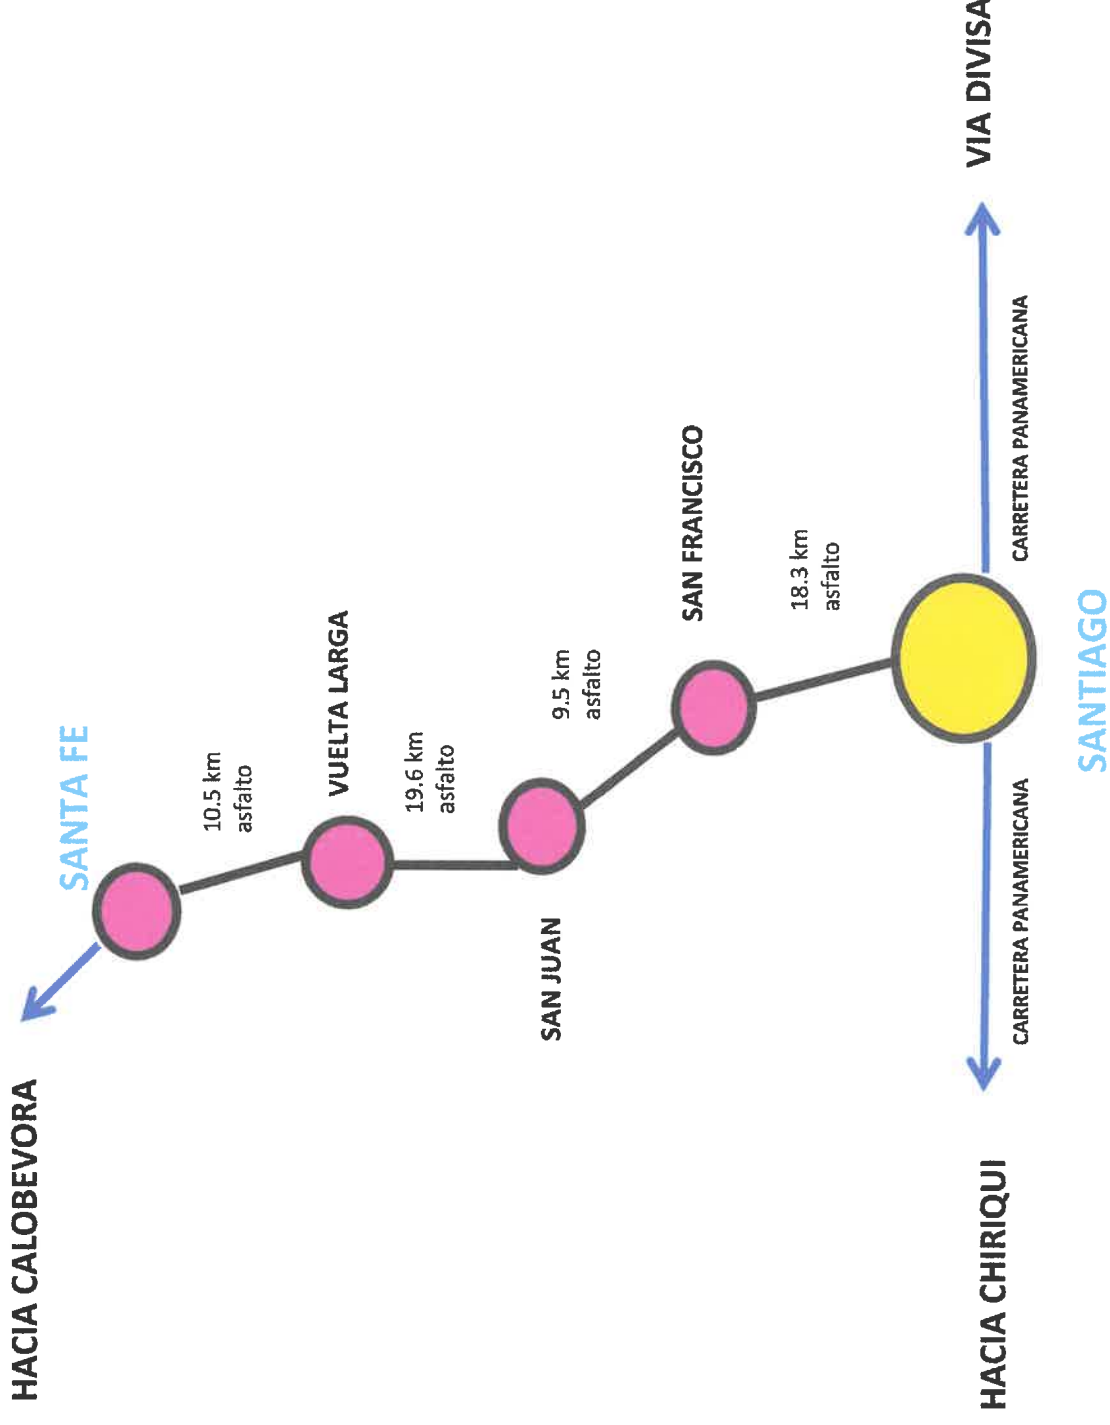 HACIA CALOBEVORA
SANTA FE
10.5 km
asfalto
VUELTA LARGA
19.6 km
asfalto
SAN JUAN
9.5 km
asfalto
SAN FRANCISCO
18.3 km
asfalto
HACIA CHIRIQUI
VIA DIVISA
CARRETERA PANAMERICANA
CARRETERA PANAMERICANA
SANTIAGO